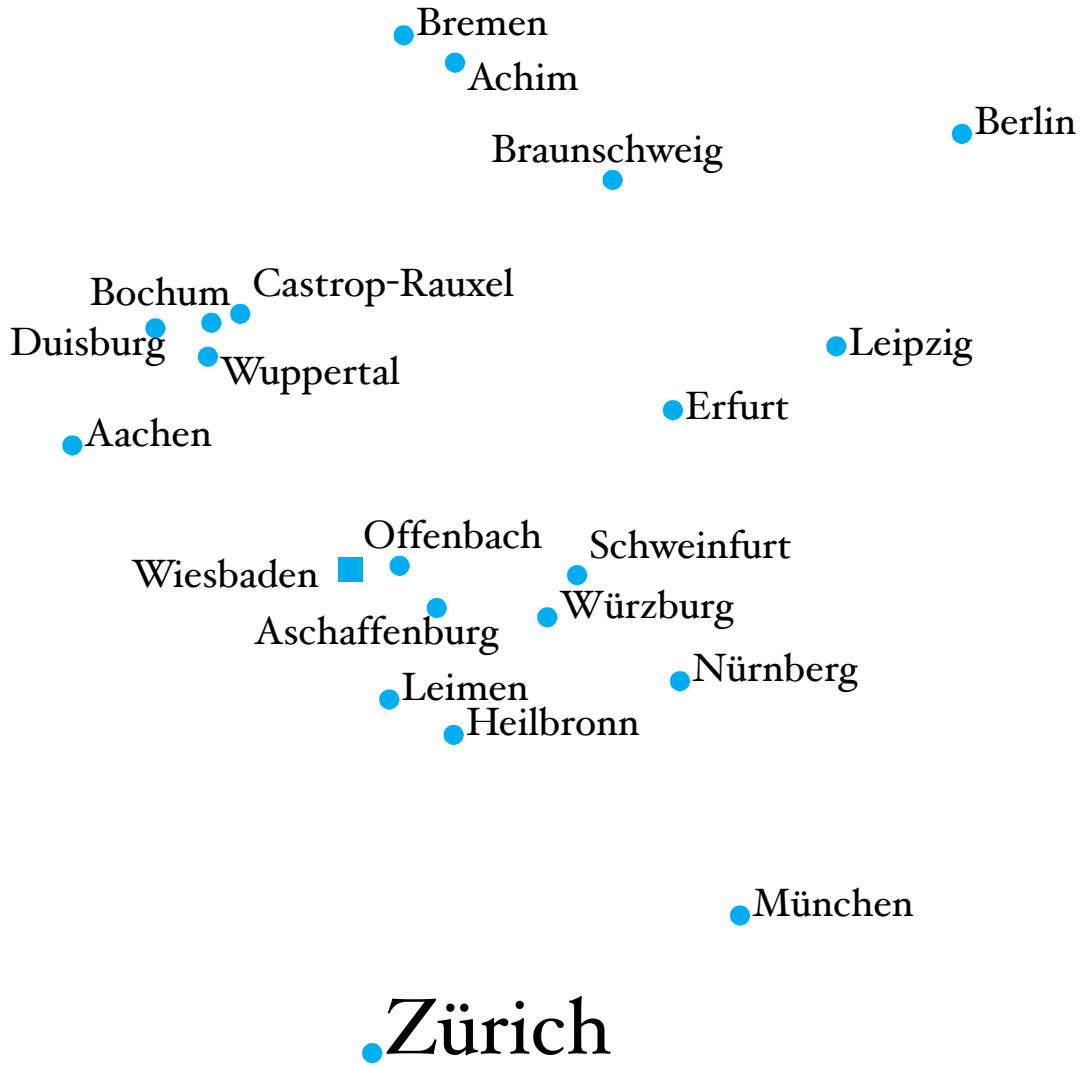 Bremen
Achim
Berlin
Braunschweig
Castrop-Rauxel
Bochum
Duisburg
Leipzig
Wuppertal
Erfurt
Aachen
Offenbach
Schweinfurt
Wiesbaden
Würzburg
Aschaffenburg
Nürnberg
Leimen
Heilbronn
München
Zürich